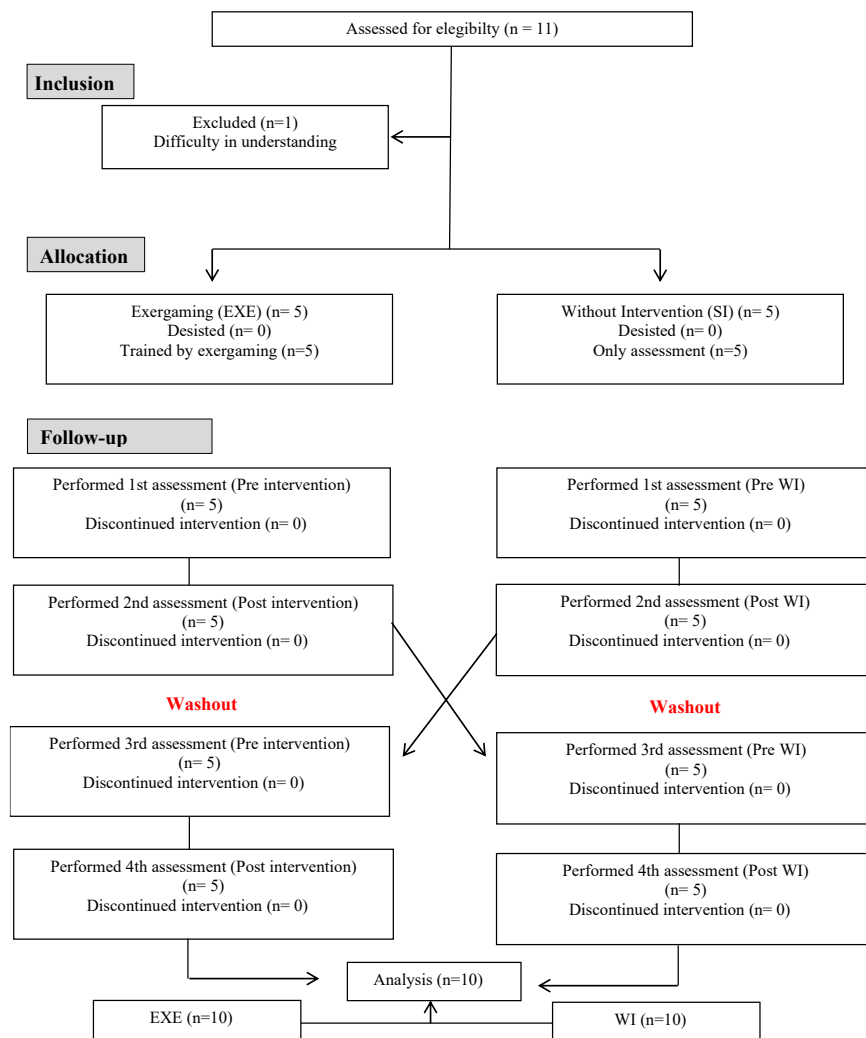 Assessed for elegibilty (n = 11)
Inclusion
Excluded (n=1)
Difficulty in understanding
Allocation
Exergaming (EXE) (n= 5)
Desisted (n= 0)
Trained by exergaming (n=5)
Without Intervention (SI) (n= 5)
Desisted (n= 0)
Only assessment (n=5)
Follow-up
Performed 1st assessment (Pre intervention)
(n= 5)
Discontinued intervention (n= 0)
Performed 1st assessment (Pre WI)
(n= 5)
Discontinued intervention (n= 0)
Performed 2nd assessment (Post intervention)
(n= 5)
Discontinued intervention (n= 0)
Performed 2nd assessment (Post WI)
(n= 5)
Discontinued intervention (n= 0)
Washout
Washout
Performed 3rd assessment (Pre intervention)
(n= 5)
Discontinued intervention (n= 0)
Performed 3rd assessment (Pre WI)
(n= 5)
Discontinued intervention (n= 0)
Performed 4th assessment (Post intervention)
(n= 5)
Discontinued intervention (n= 0)
Performed 4th assessment (Post WI)
(n= 5)
Discontinued intervention (n= 0)
Analysis (n=10)
EXE (n=10)
WI (n=10)